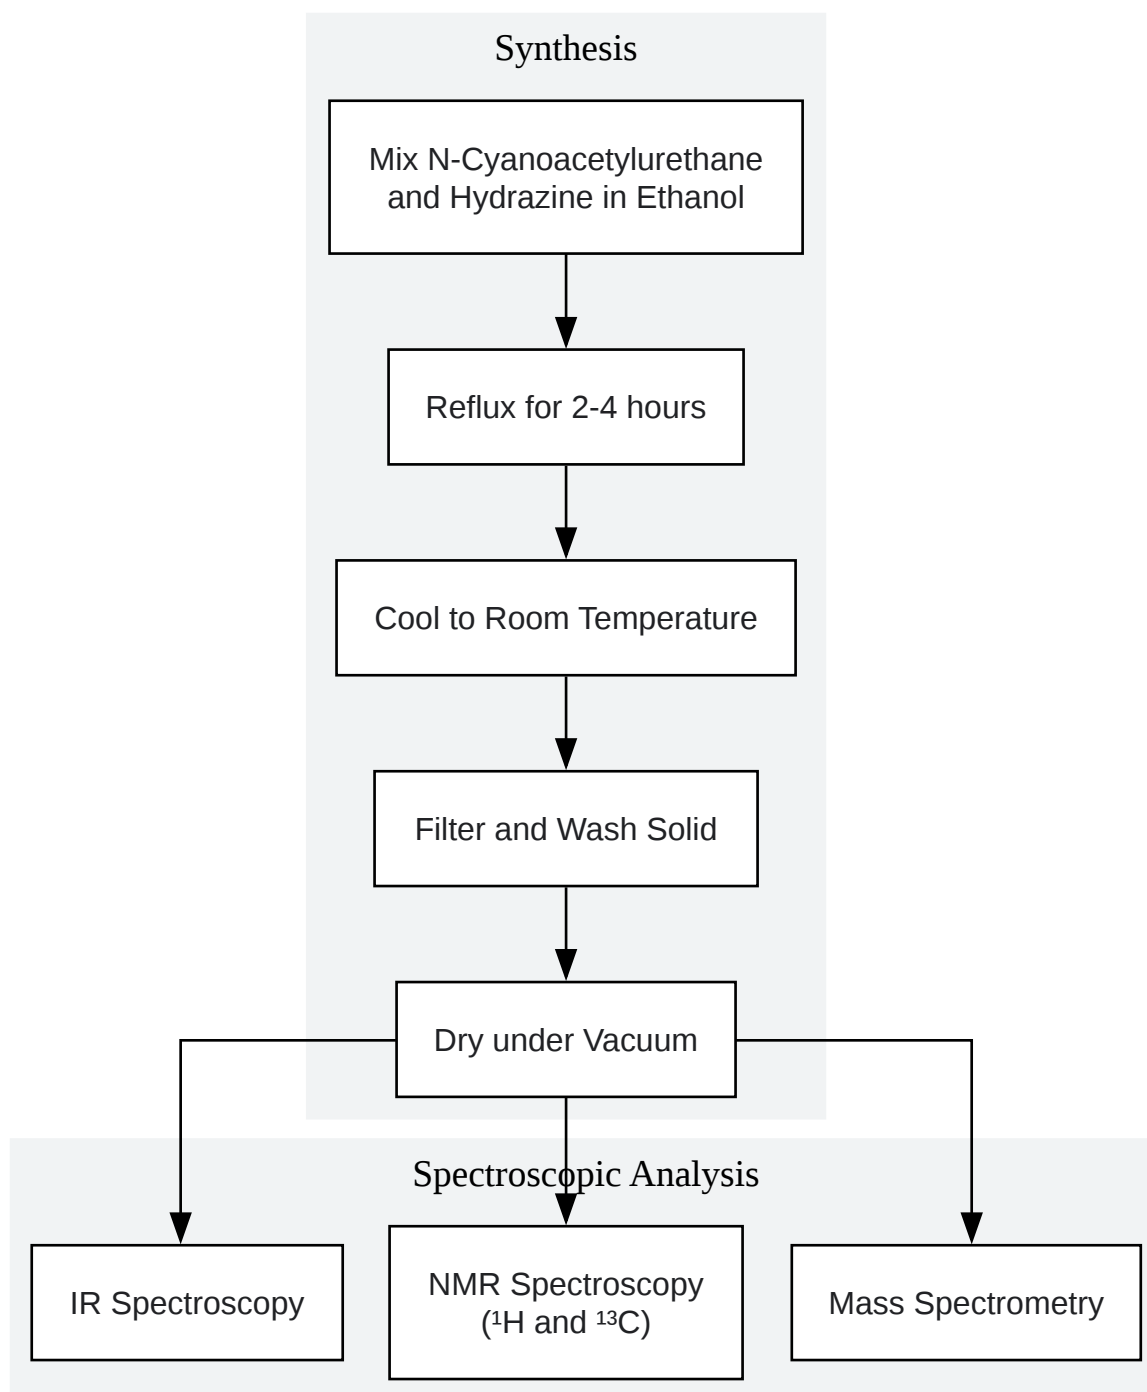 Synthesis
Mix N-Cyanoacetylurethane
and Hydrazine in Ethanol
Reflux for 2-4 hours
Cool to Room Temperature
Filter and Wash Solid
Dry under Vacuum
Spectroscopic Analysis
IR Spectroscopy
NMR Spectroscopy
(¹H and ¹³C)
Mass Spectrometry